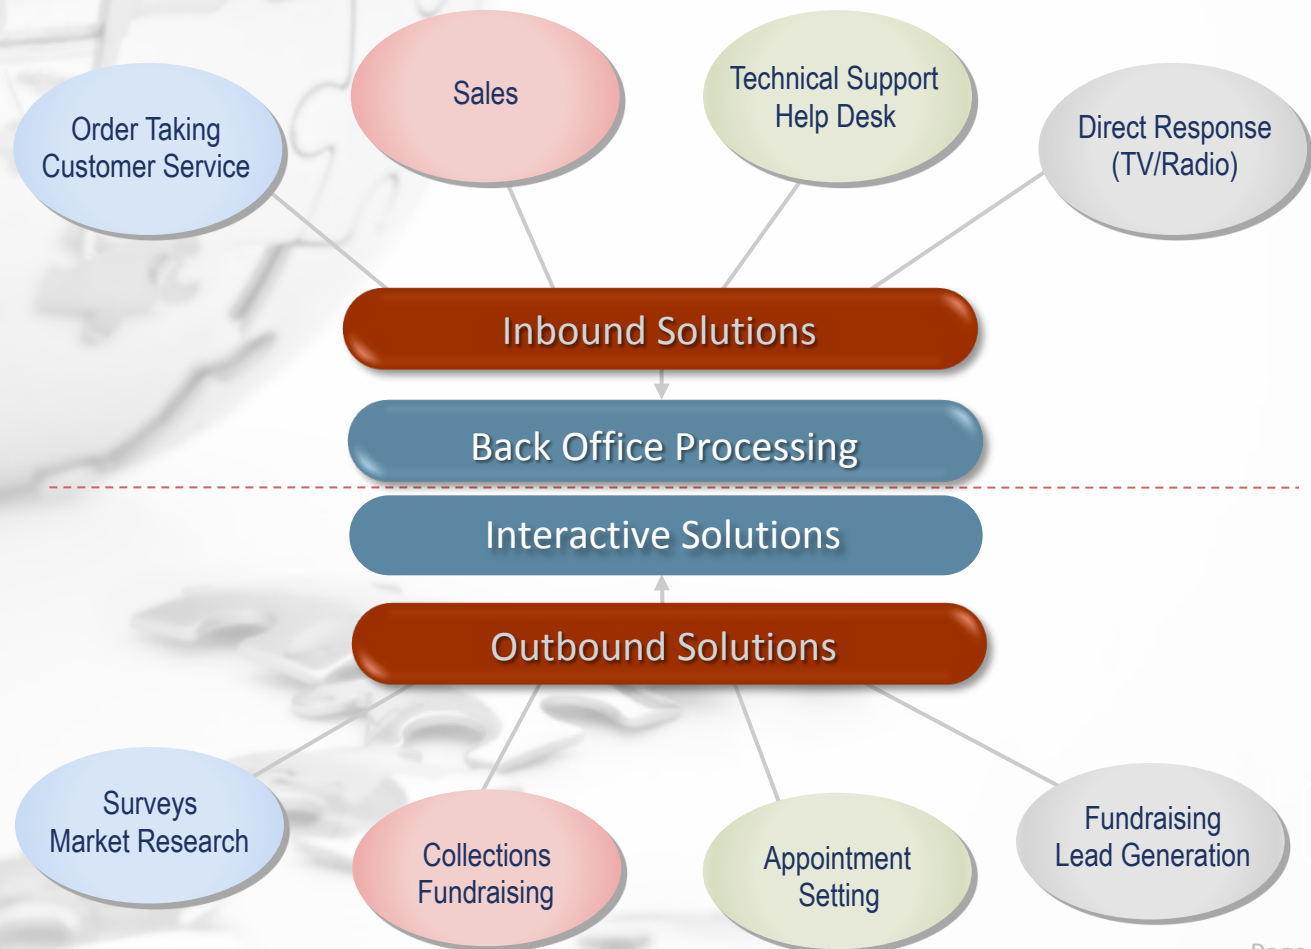 Order Taking
Customer Service
Sales
Technical Support
Help Desk
Direct Response
(TV/Radio)
Inbound Solutions
Back Office Processing
Interactive Solutions
Outbound Solutions
Surveys
Market Research
Collections
Fundraising
Appointment
Setting
Fundraising
Lead Generation